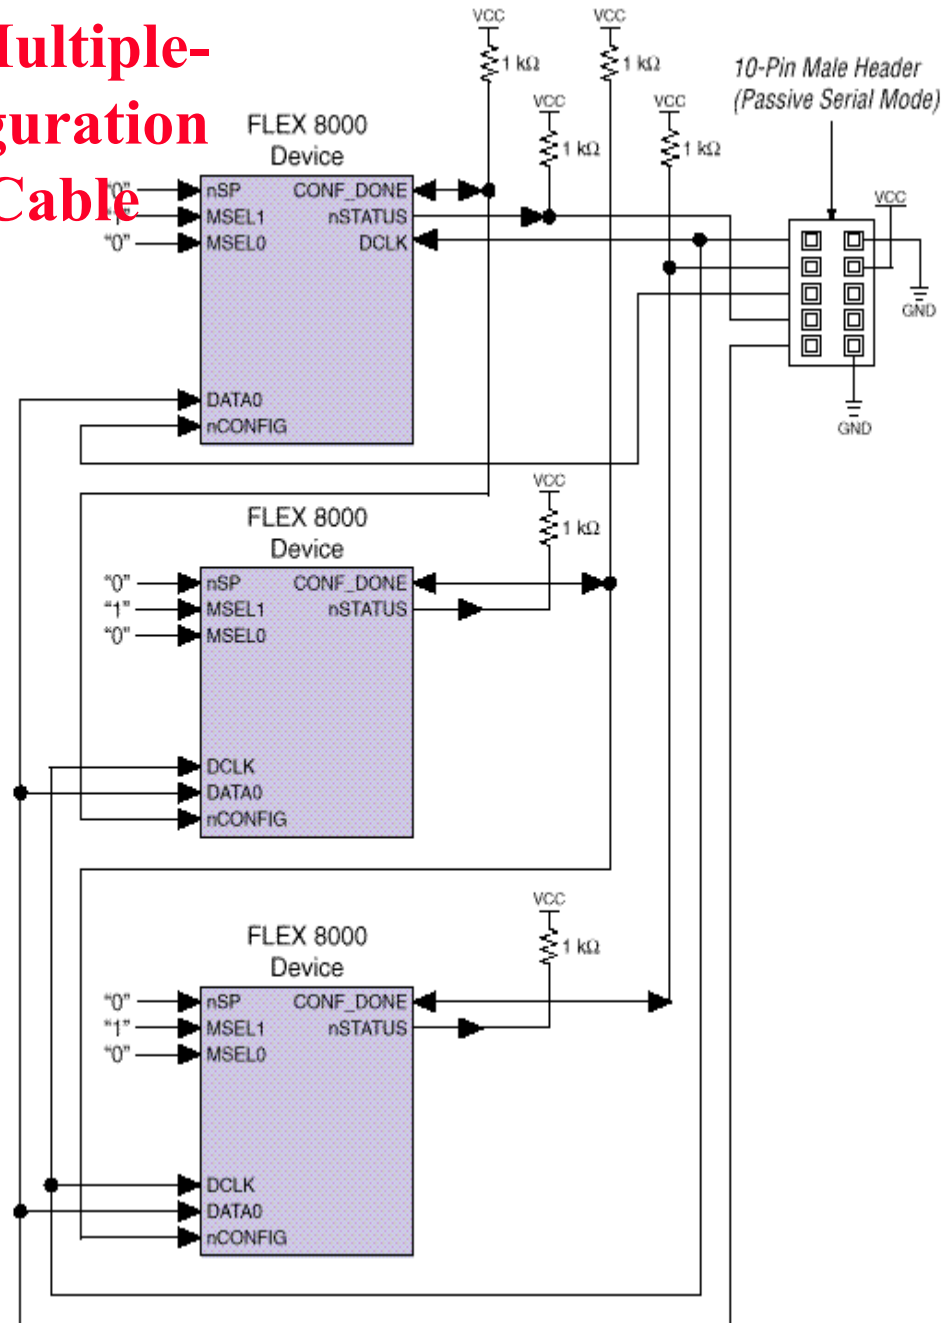 Multiple-
guration
Cable
VCC
VCC
1 kΩ
1 kΩ
10-Pin Male Header
(Passive Serial Mode)
VCC
VCC
1 kΩ
1 kΩ
FLEX 8000
Device
"0"
nSP
CONF_DONE
MSEL1
nSTATUS
"0"
MSEL0
DCLK
VCC
GND
DATA0
nCONFIG
GND
VCC
1 kΩ
FLEX 8000
Device
"0"
nSP
CONF_DONE
"1"
MSEL1
nSTATUS
"0"
MSEL0
DCLK
DATA0
nCONFIG
VCC
1 kΩ
FLEX 8000
Device
"0"
nSP
CONF_DONE
"1"
MSEL1
nSTATUS
"0"
MSEL0
DCLK
DATA0
nCONFIG